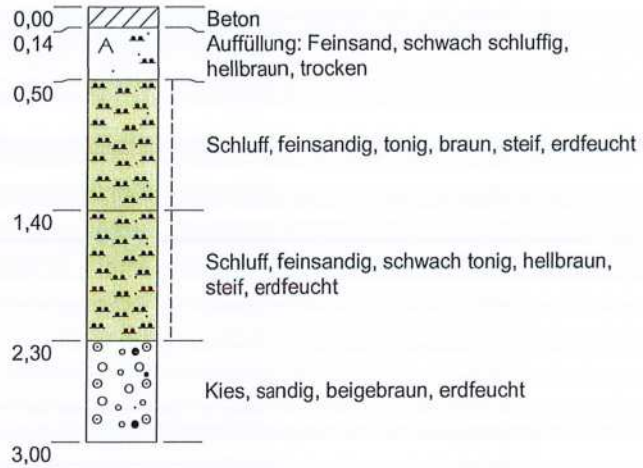 0,00 Beton
0,14 Auffüllung: Feinsand, schwach schluffig,
A
hellbraun, trocken
0,50
Schluff, feinsandig, tonig, braun, steif, erdfeucht
1,40
Schluff, feinsandig, schwach tonig, hellbraun,
steif, erdfeucht
2,30
Kies, sandig, beigebraun, erdfeucht
3,00